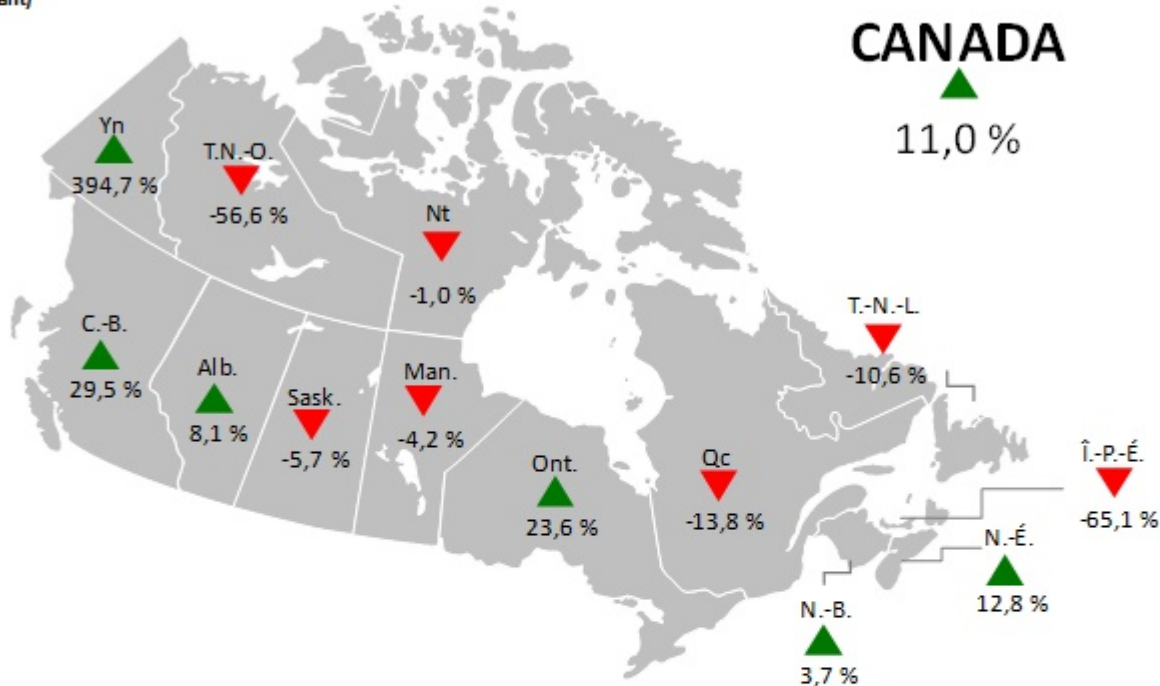 CANADA
11,0 %
Yn
394,7 %
T.N.-O.
-56,6 %
Nt
-1,0 %
C.-B.
29,5 %
Alb.
8,1 %
Sask.
-5,7 %
Man.
-4,2 %
Ont.
23,6 %
Qc
-13,8 %
T.-N.-L.
-10,6 %
Î.-P.-É.
-65,1 %
N.-É.
12,8 %
N.-B.
3,7 %